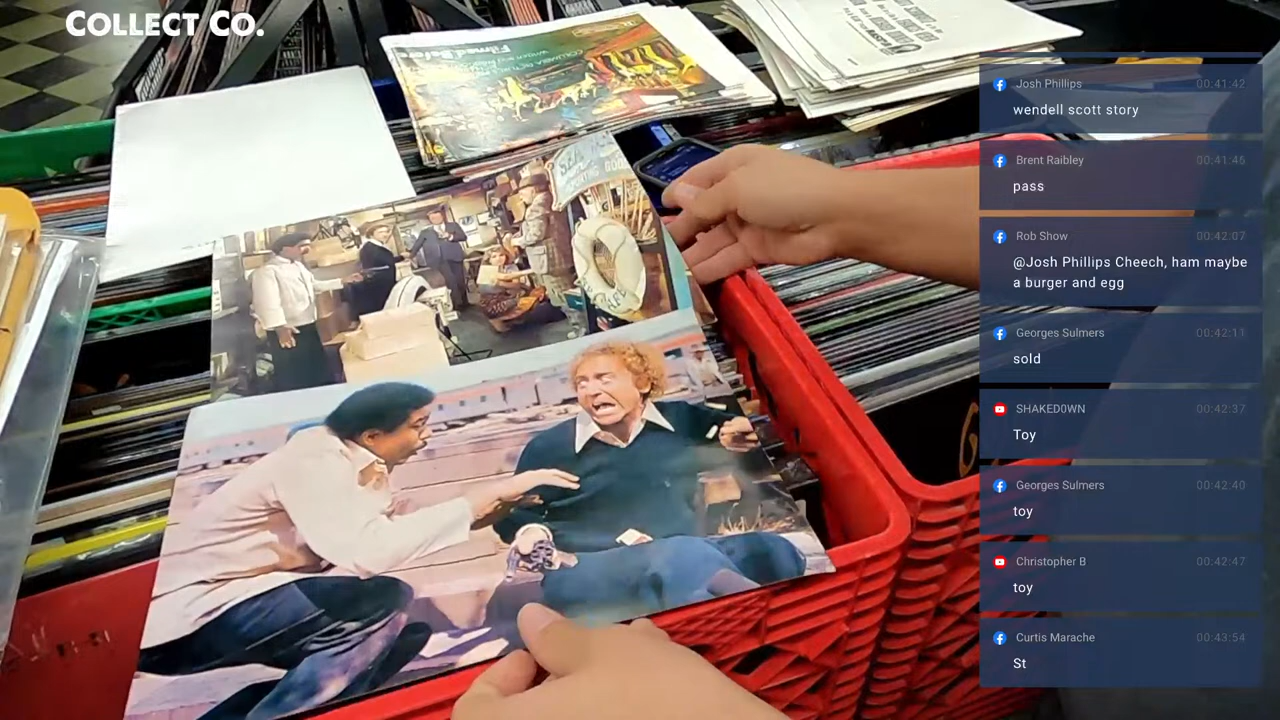 COLLECT CO.
Josh Phillips
00:41:42
wendell scott story
Brent Raibley
00:41:46
pass
Rob Show
00:42:07
@Josh Phillips Cheech, ham maybe
a burger and egg
Georges Sulmers
00:42:11
sold
SHAKED0WN
00:42:37
Toy
Georges Sulmers
00:42:40
toy
Christopher B
00:42:47
toy
Curtis Marache
00:43:54
St